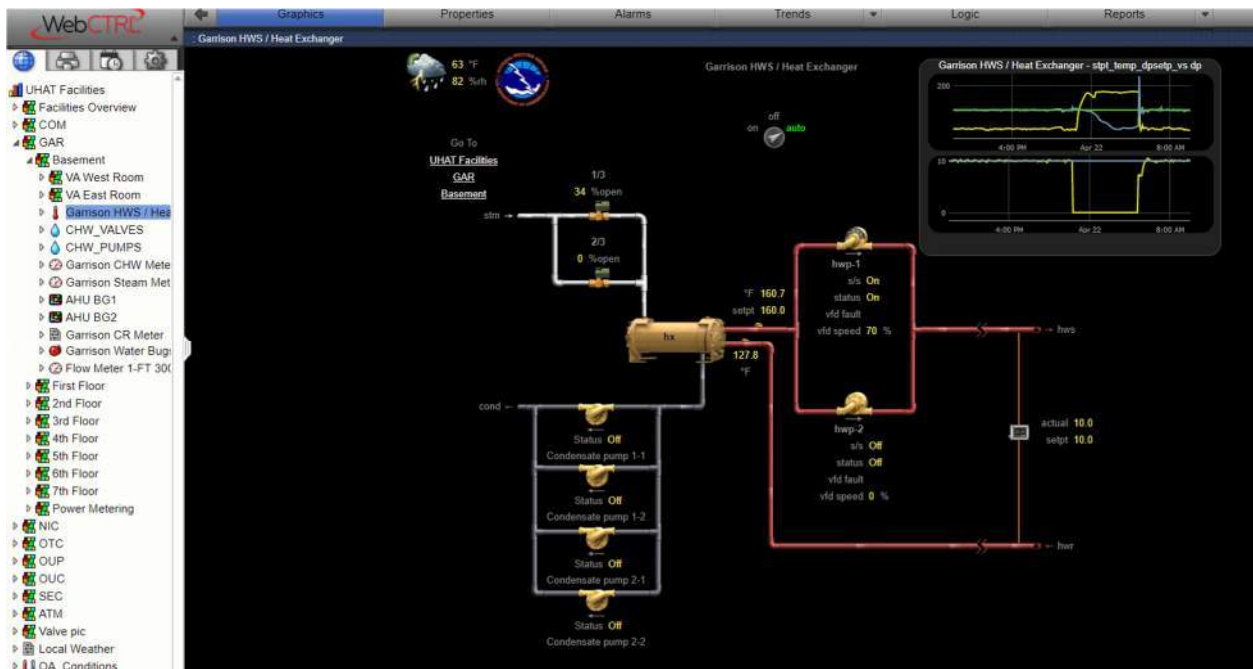 WebCTRL
Graphics
Properties
Alarms
Trends
Logic
Reports
: Garrison HWS / Heat Exchanger
UHAT Facilities
Facilities Overview
COM
GAR
Basement
VA West Room
VA East Room
Garrison HWS / Hea
CHW_VALVES
CHW_PUMPS
Garrison CHW Mete
Garrison Steam Met
AHU BG1
AHU BG2
Garrison CR Meter
Garrison Water Bug
Flow Meter 1-FT 300
First Floor
2nd Floor
3rd Floor
4th Floor
5th Floor
6th Floor
7th Floor
Power Metering
NIC
OTC
OUP
OUC
SEC
ATM
Valve pic
Local Weather
OA_Conditions
63 °F
82 %rh
Garrison HWS / Heat Exchanger
off
on
auto
Go To
UHAT Facilities
GAR
Basement
Garrison HWS / Heat Exchanger - stpt_temp_dpsetp_vs dp
200
4:00 PM
Apr 22
8:00 AM
10
0
4:00 PM
Apr 22
8:00 AM
1/3
34 %open
stm
2/3
0 %open
hx
°F 160.7
setpt 160.0
127.8
°F
hwp-1
s/s On
status On
vfd fault
vfd speed 70 %
hws
hwp-2
s/s Off
status Off
vfd fault
vfd speed 0 %
actual 10.0
setpt 10.0
hwr
cond
Status Off
Condensate pump 1-1
Status Off
Condensate pump 1-2
Status Off
Condensate pump 2-1
Status Off
Condensate pump 2-2